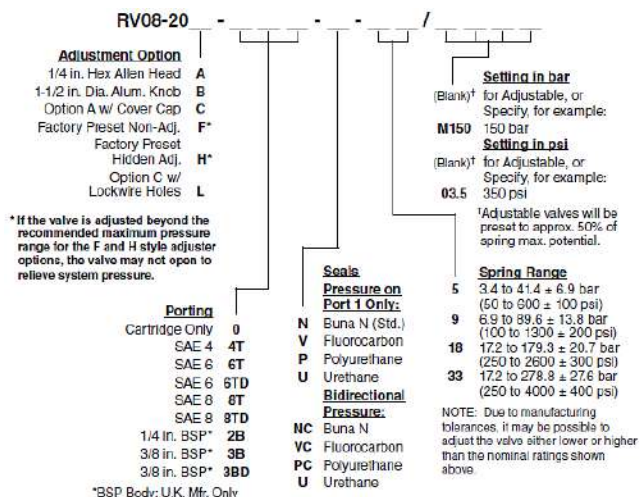 RV08-20__ - ______ - __ - ____ / ________
Adjustment Option
1/4 in. Hex Allen Head A
1-1/2 in. Dia. Alum. Knob B
Option A w/ Cover Cap C
Factory Preset Non-Adj. F*
Factory Preset
Hidden Adj. H*
Option C w/
Lockwire Holes L
*If the valve is adjusted beyond the
recommended maximum pressure
range for the F and H style adjuster
options, the valve may not open to
relieve system pressure.
Porting
Cartridge Only 0
SAE 4 4T
SAE 6 6T
SAE 6 6TD
SAE 8 8T
SAE 8 8TD
1/4 in. BSP* 2B
3/8 in. BSP* 3B
3/8 in. BSP* 3BD
*BSP Body; U.K. Mfr. Only
Seals
Pressure on
Port 1 Only:
N Buna N (Std.)
V Fluorocarbon
P Polyurethane
U Urethane
Bidirectional
Pressure:
NC Buna N
VC Fluorocarbon
PC Polyurethane
U Urethane
Setting in bar
(Blank)† for Adjustable, or
Specify, for example:
M150 150 bar
Setting in psi
(Blank)† for Adjustable, or
Specify, for example:
03.5 350 psi
†Adjustable valves will be
preset to approx. 50% of
spring max. potential.
Spring Range
5 3.4 to 41.4 ± 6.9 bar
(50 to 600 ± 100 psi)
9 6.9 to 89.6 ± 13.8 bar
(100 to 1300 ± 200 psi)
18 17.2 to 179.3 ± 20.7 bar
(250 to 2600 ± 300 psi)
33 17.2 to 278.8 ± 27.6 bar
(250 to 4000 ± 400 psi)
NOTE: Due to manufacturing
tolerances, it may be possible to
adjust the valve either lower or higher
than the nominal ratings shown
above.